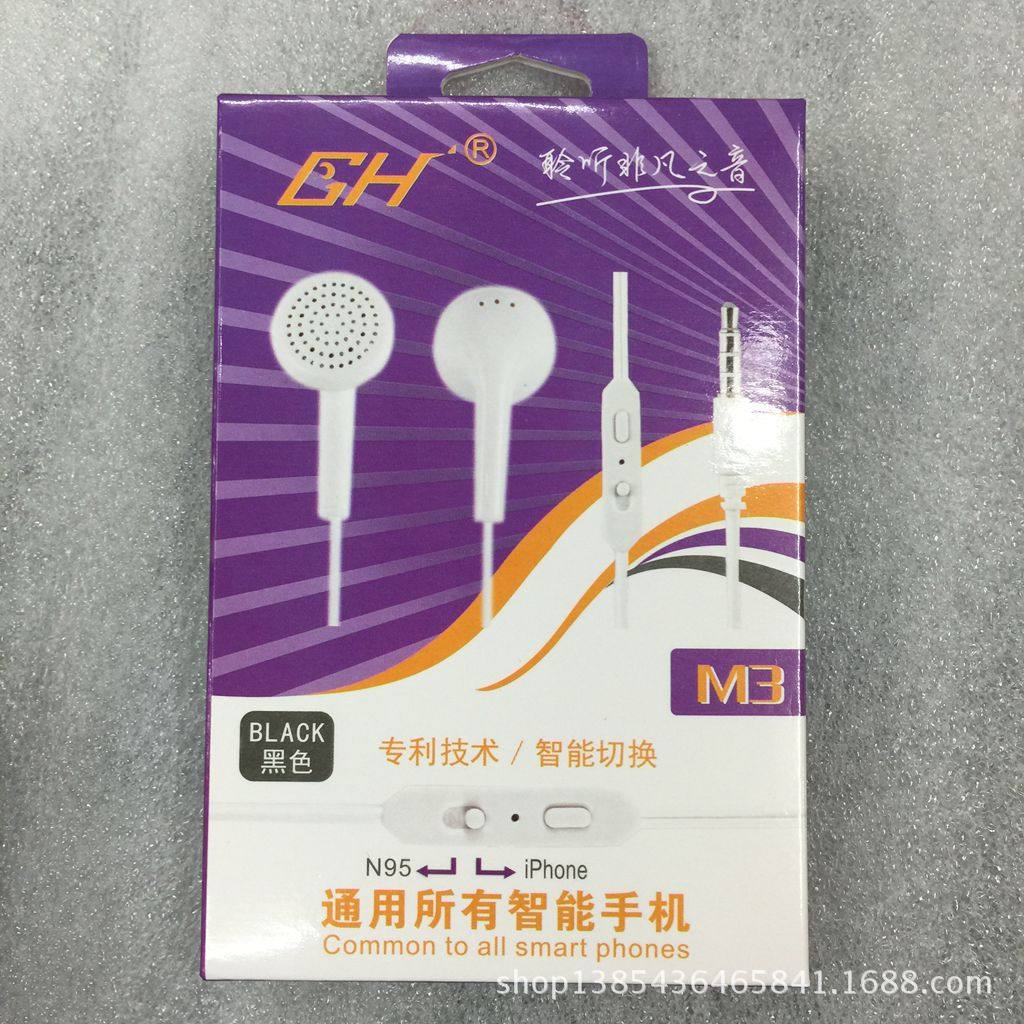 GH ®
聆听非凡之音
M3
BLACK
黑色
专利技术 / 智能切换
N95 iPhone
通用所有智能手机
Common to all smart phones
shop1385436465841.1688.com